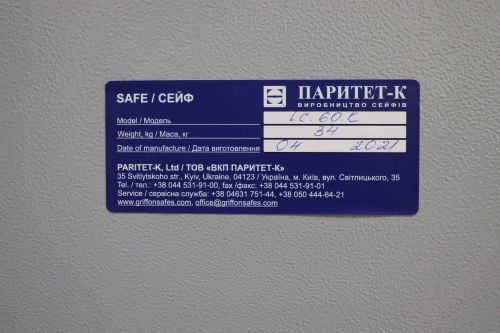 SAFE / СЕЙФ
ПАРИТЕТ-К
ВИРОБНИЦТВО СЕЙФІВ
Model / Модель LC. 60. K
Weight, kg / Маса, кг 34
Date of manufacture / Дата виготовлення 04 2021
PARITET-K, Ltd / ТОВ «ВКП ПАРИТЕТ-К»
35 Svitlytskoho str., Kyiv, Ukraine, 04123 / Україна, м. Київ, вул. Світлицького, 35
Tel. / тел.: +38 044 531-91-00, fax /факс: +38 044 531-91-01
Service / сервісна служба: +38 04631 751-44, +38 050 444-64-21
www.griffonsafes.com, office@griffonsafes.com